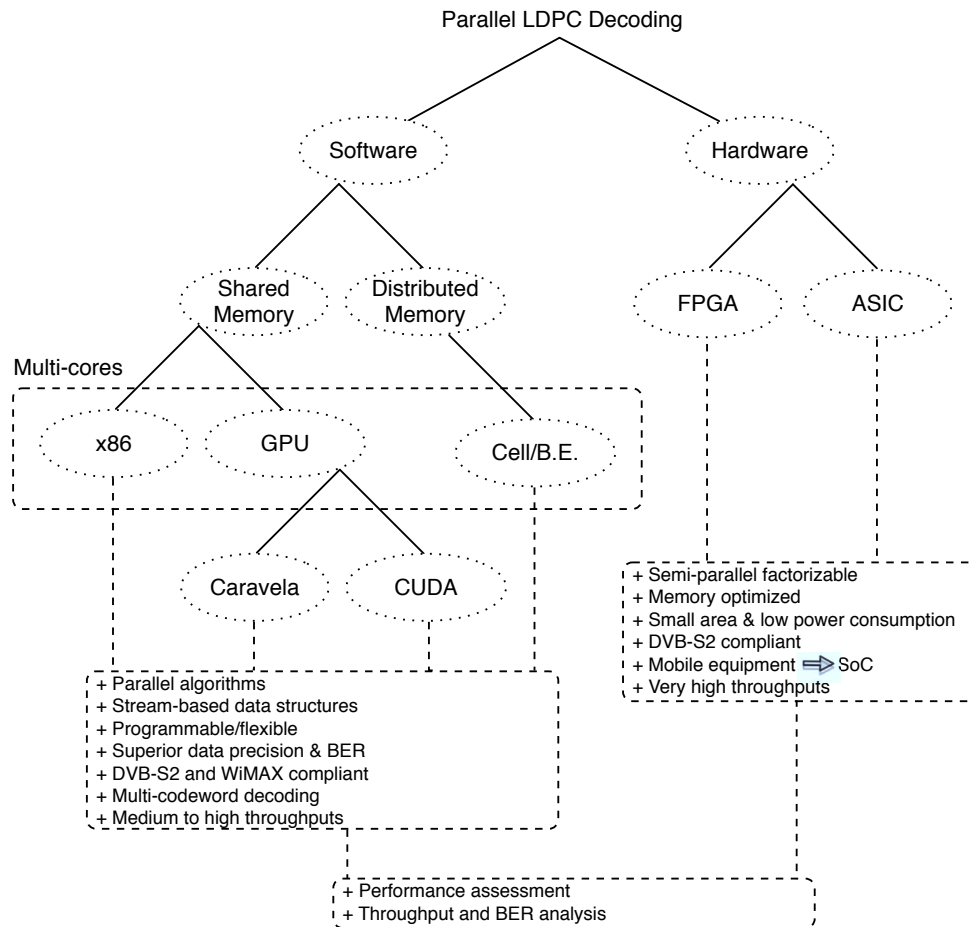 Parallel LDPC Decoding
Software
Hardware
Shared
Memory
Distributed
Memory
FPGA
ASIC
Multi-cores
x86
GPU
Cell/B.E.
Caravela
CUDA
+ Semi-parallel factorizable
+ Memory optimized
+ Small area & low power consumption
+ DVB-S2 compliant
+ Mobile equipment ⇒ SoC
+ Very high throughputs
+ Parallel algorithms
+ Stream-based data structures
+ Programmable/flexible
+ Superior data precision & BER
+ DVB-S2 and WiMAX compliant
+ Multi-codeword decoding
+ Medium to high throughputs
+ Performance assessment
+ Throughput and BER analysis